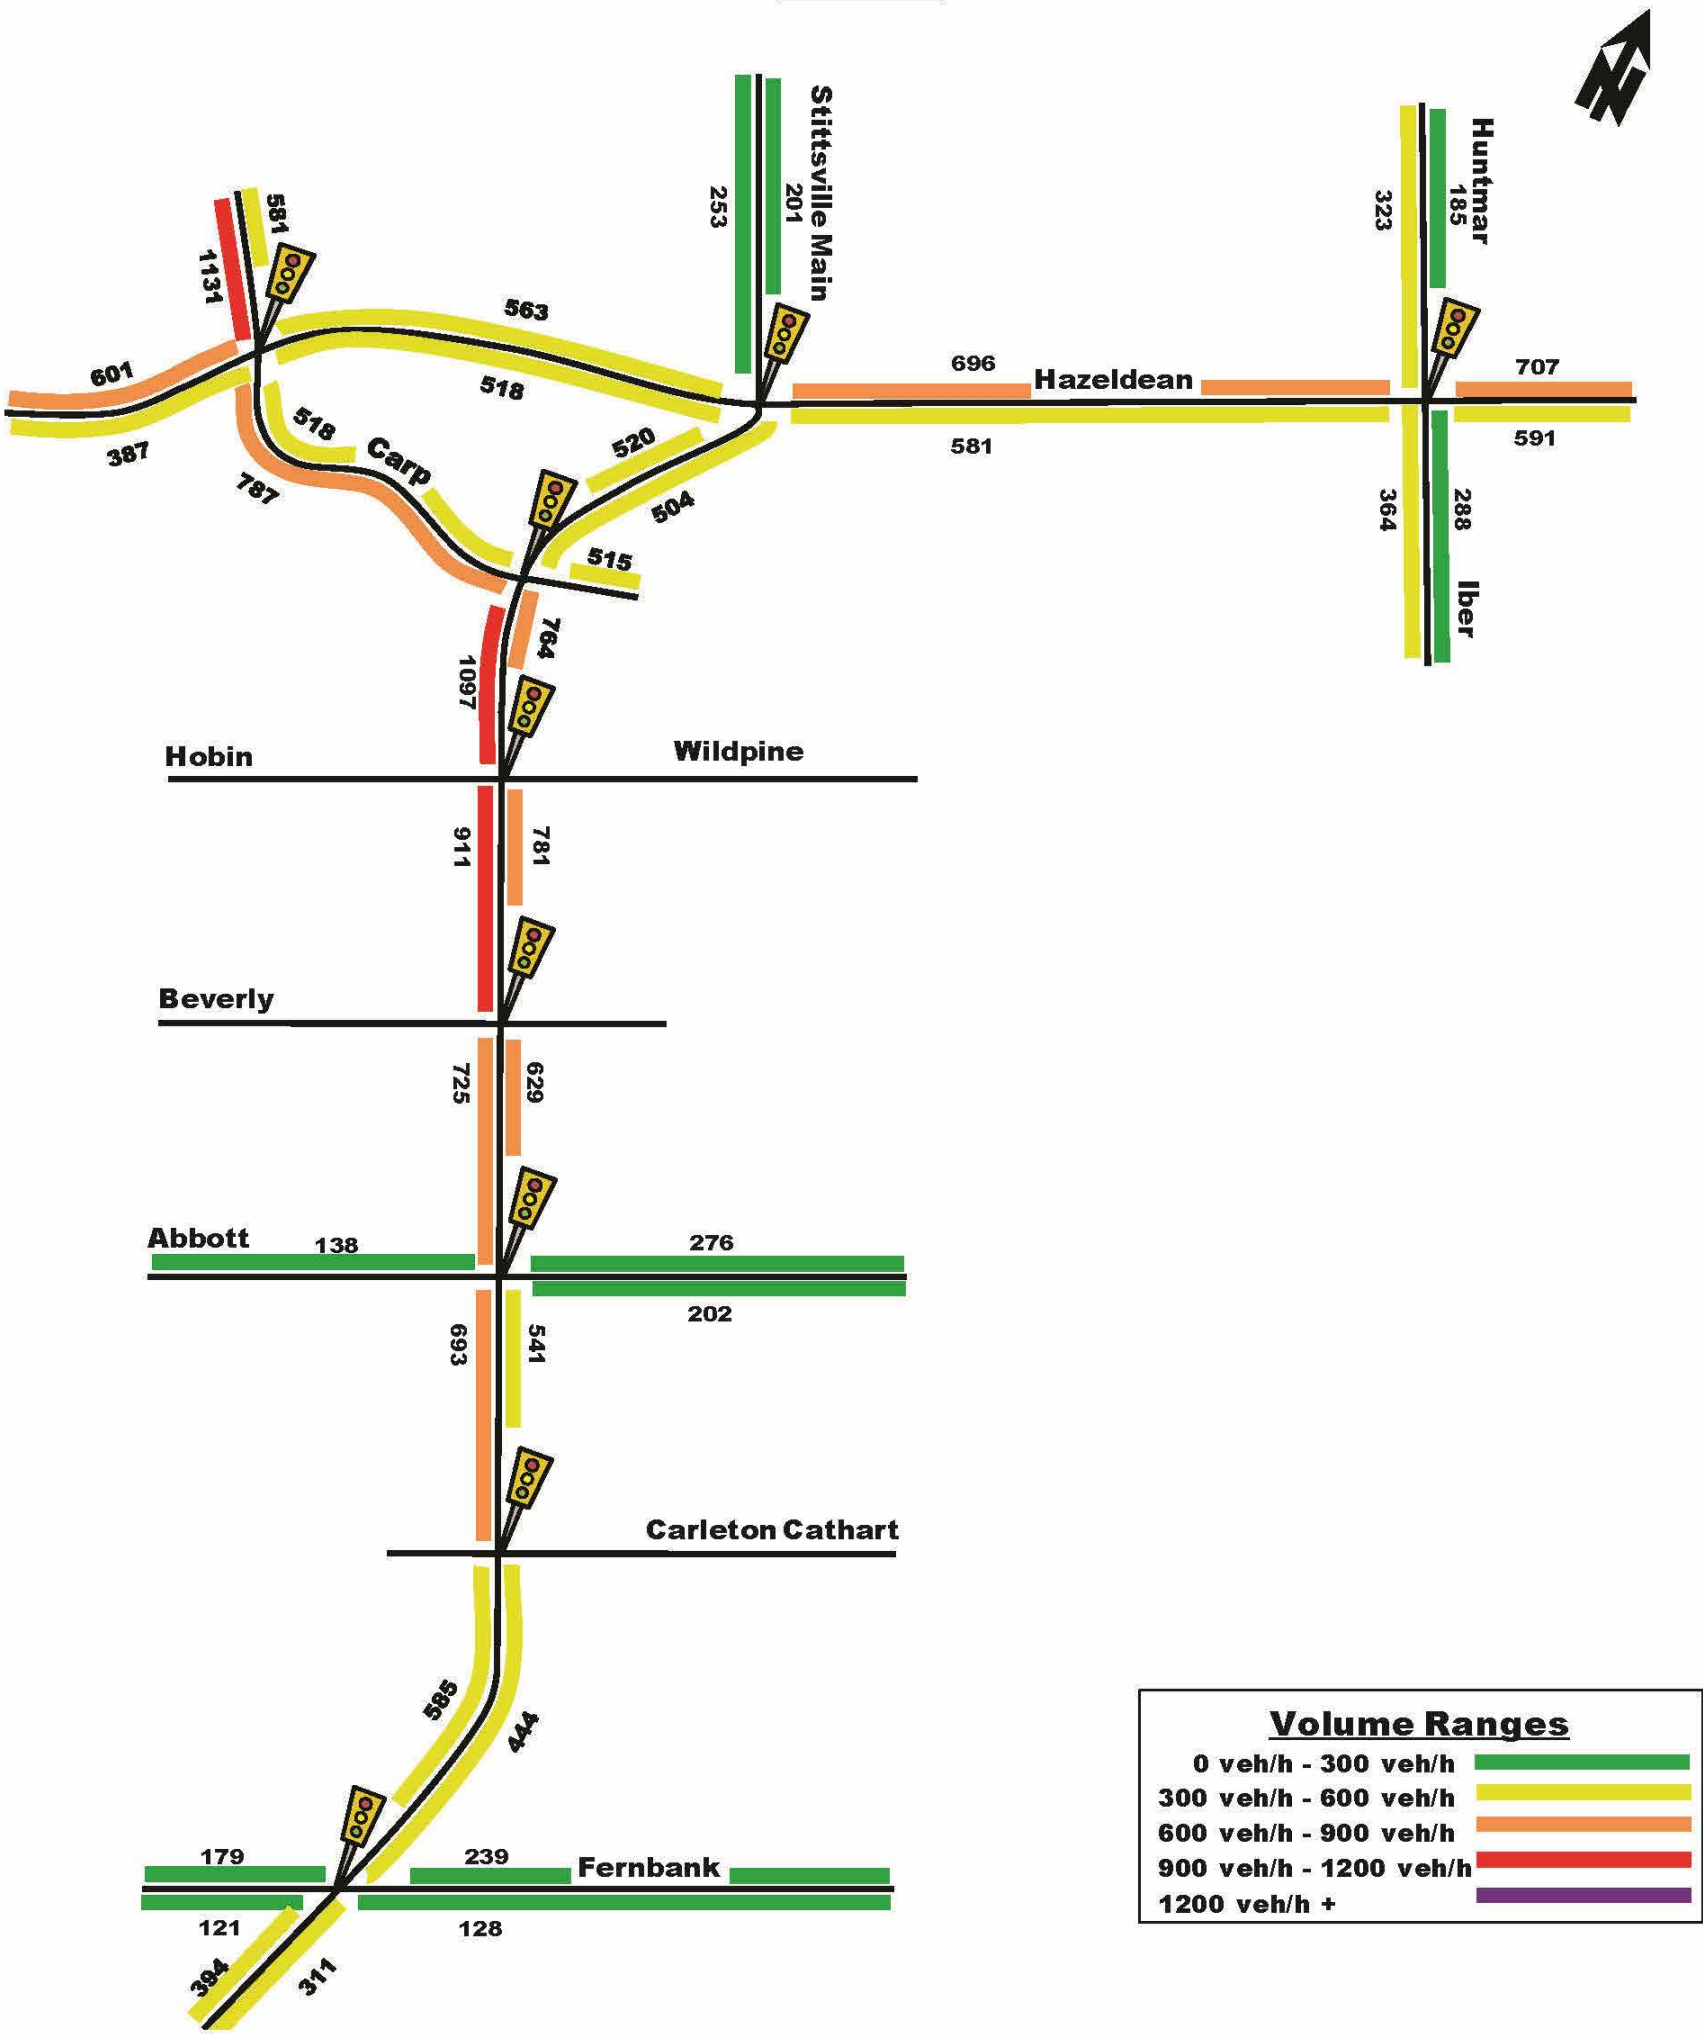 N
Stittsville Main
253
201
Huntmar
323
185
581
1131
563
601
518
696
Hazeldean
707
387
518
Carp
787
520
504
581
591
364
288
Iber
515
764
1097
Hobin
Wildpine
911
781
Beverly
725
629
Abbott
138
276
202
693
541
Carleton Cathart
585
444
179
239
Fernbank
121
128
394
311
Volume Ranges
0 veh/h - 300 veh/h
300 veh/h - 600 veh/h
600 veh/h - 900 veh/h
900 veh/h - 1200 veh/h
1200 veh/h +